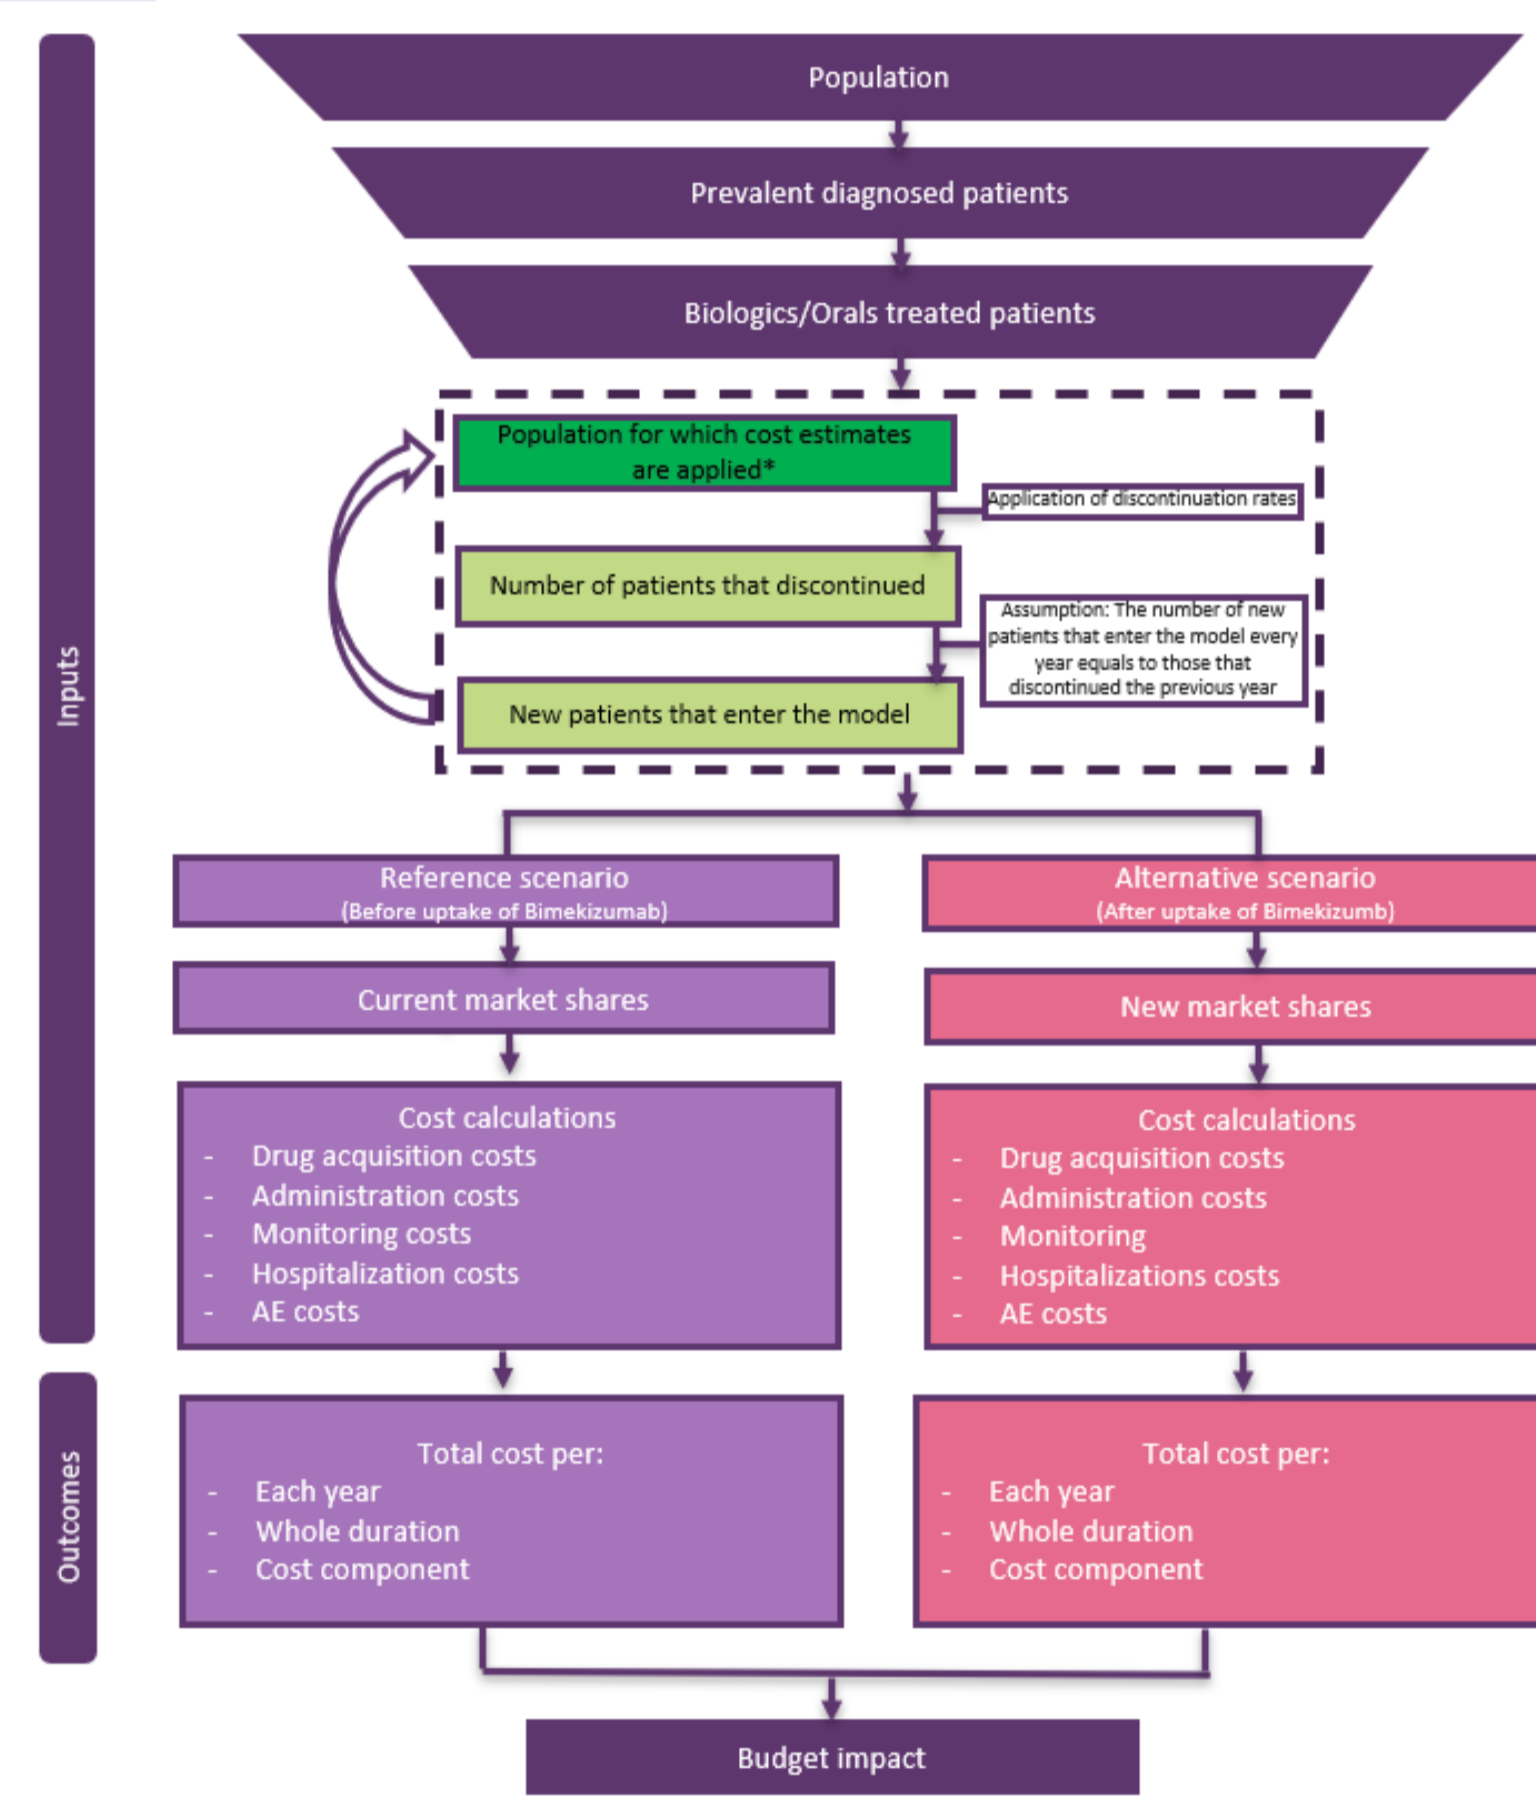 Population
Prevalent diagnosed patients
Biologics/Orals treated patients
Population for which cost estimates
are applied*
Application of discontinuation rates
Number of patients that discontinued
Assumption: The number of new
patients that enter the model every
year equals to those that
discontinued the previous year
New patients that enter the model
Inputs
Reference scenario
(Before uptake of Bimekizumab)
Current market shares
Cost calculations
- Drug acquisition costs
- Administration costs
- Monitoring costs
- Hospitalization costs
- AE costs
Alternative scenario
(After uptake of Bimekizumb)
New market shares
Cost calculations
- Drug acquisition costs
- Administration costs
- Monitoring
- Hospitalizations costs
- AE costs
Outcomes
Total cost per:
- Each year
- Whole duration
- Cost component
Total cost per:
- Each year
- Whole duration
- Cost component
Budget impact